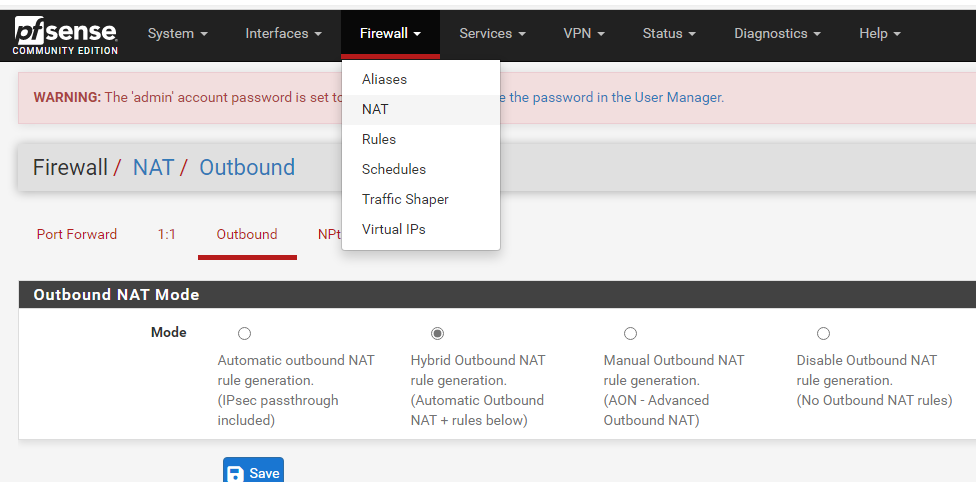 pfsense
COMMUNITY EDITION
System Interfaces Firewall Services VPN Status Diagnostics Help
Aliases
NAT
Rules
Schedules
Traffic Shaper
Virtual IPs
WARNING: The 'admin' account password is set to the password in the User Manager.
Firewall / NAT / Outbound
Port Forward 1:1 Outbound NPt
Outbound NAT Mode
Mode
Automatic outbound NAT
rule generation.
(IPsec passthrough
included)
Hybrid Outbound NAT
rule generation.
(Automatic Outbound
NAT + rules below)
Manual Outbound NAT
rule generation.
(AON - Advanced
Outbound NAT)
Disable Outbound NAT
rule generation.
(No Outbound NAT rules)
Save